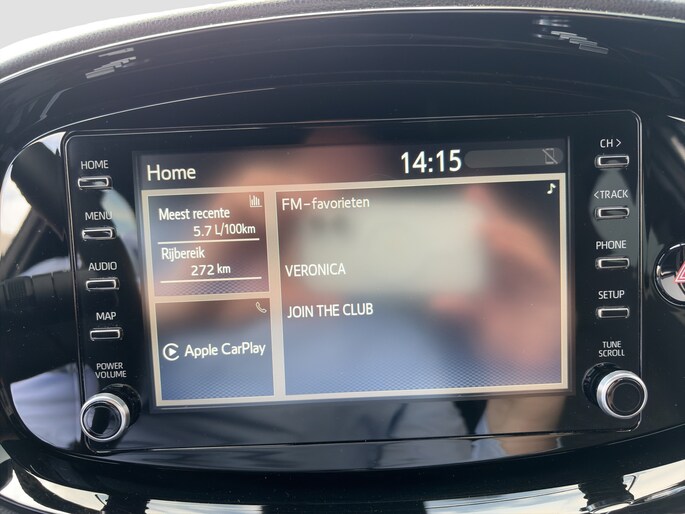 HOME
MENU
AUDIO
MAP
POWER
VOLUME
Home
14:15
Meest recente
5.7 L/100km
Rijbereik
272 km
Apple CarPlay
FM-favorieten
VERONICA
JOIN THE CLUB
CH >
< TRACK
PHONE
SETUP
TUNE
SCROLL